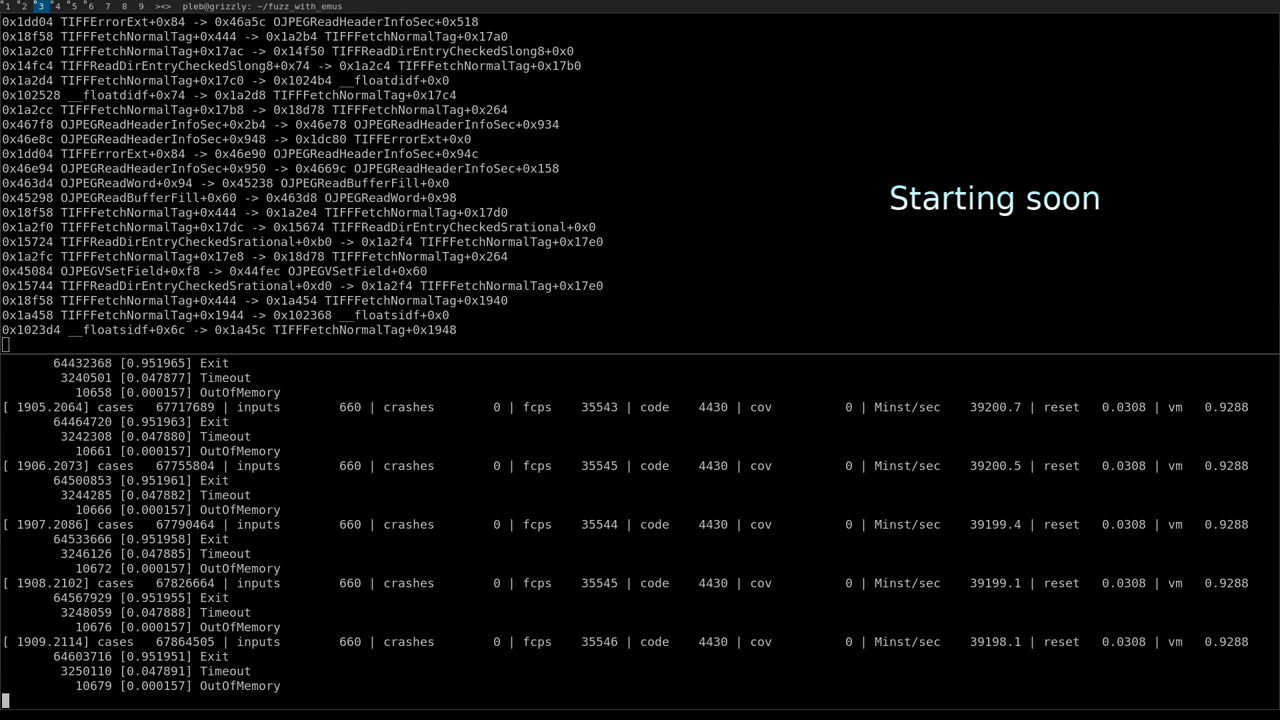 1 2 3 4 5 6 7 8 9 ><> pleb@grizzly: ~/fuzz_with_emus
0x1dd04 TIFFErrorExt+0x84 -> 0x46a5c OJPEGReadHeaderInfoSec+0x518
0x18f58 TIFFFetchNormalTag+0x444 -> 0x1a2b4 TIFFFetchNormalTag+0x17a0
0x1a2c0 TIFFFetchNormalTag+0x17ac -> 0x14f50 TIFFReadDirEntryCheckedSlong8+0x0
0x14fc4 TIFFReadDirEntryCheckedSlong8+0x74 -> 0x1a2c4 TIFFFetchNormalTag+0x17b0
0x1a2d4 TIFFFetchNormalTag+0x17c0 -> 0x1024b4 __floatdidf+0x0
0x102528 __floatdidf+0x74 -> 0x1a2d8 TIFFFetchNormalTag+0x17c4
0x1a2cc TIFFFetchNormalTag+0x17b8 -> 0x18d78 TIFFFetchNormalTag+0x264
0x467f8 OJPEGReadHeaderInfoSec+0x2b4 -> 0x46e78 OJPEGReadHeaderInfoSec+0x934
0x46e8c OJPEGReadHeaderInfoSec+0x948 -> 0x1dc80 TIFFErrorExt+0x0
0x1dd04 TIFFErrorExt+0x84 -> 0x46e90 OJPEGReadHeaderInfoSec+0x94c
0x46e94 OJPEGReadHeaderInfoSec+0x950 -> 0x4669c OJPEGReadHeaderInfoSec+0x158
0x463d4 OJPEGReadWord+0x94 -> 0x45238 OJPEGReadBufferFill+0x0
0x45298 OJPEGReadBufferFill+0x60 -> 0x463d8 OJPEGReadWord+0x98
0x18f58 TIFFFetchNormalTag+0x444 -> 0x1a2e4 TIFFFetchNormalTag+0x17d0
0x1a2f0 TIFFFetchNormalTag+0x17dc -> 0x15674 TIFFReadDirEntryCheckedSrational+0x0
0x15724 TIFFReadDirEntryCheckedSrational+0xb0 -> 0x1a2f4 TIFFFetchNormalTag+0x17e0
0x1a2fc TIFFFetchNormalTag+0x17e8 -> 0x18d78 TIFFFetchNormalTag+0x264
0x45084 OJPEGVSetField+0xf8 -> 0x44fec OJPEGVSetField+0x60
0x15744 TIFFReadDirEntryCheckedSrational+0xd0 -> 0x1a2f4 TIFFFetchNormalTag+0x17e0
0x18f58 TIFFFetchNormalTag+0x444 -> 0x1a454 TIFFFetchNormalTag+0x1940
0x1a458 TIFFFetchNormalTag+0x1944 -> 0x102368 __floatsidf+0x0
0x1023d4 __floatsidf+0x6c -> 0x1a45c TIFFFetchNormalTag+0x1948
Starting soon
64432368 [0.951965] Exit
3240501 [0.047877] Timeout
10658 [0.000157] OutOfMemory
[ 1905.2064] cases 67717689 | inputs 660 | crashes 0 | fcps 35543 | code 4430 | cov 0 | Minst/sec 39200.7 | reset 0.0308 | vm 0.9288
64464720 [0.951963] Exit
3242308 [0.047880] Timeout
10661 [0.000157] OutOfMemory
[ 1906.2073] cases 67755804 | inputs 660 | crashes 0 | fcps 35545 | code 4430 | cov 0 | Minst/sec 39200.5 | reset 0.0308 | vm 0.9288
64500853 [0.951961] Exit
3244285 [0.047882] Timeout
10666 [0.000157] OutOfMemory
[ 1907.2086] cases 67790464 | inputs 660 | crashes 0 | fcps 35544 | code 4430 | cov 0 | Minst/sec 39199.4 | reset 0.0308 | vm 0.9288
64533666 [0.951958] Exit
3246126 [0.047885] Timeout
10672 [0.000157] OutOfMemory
[ 1908.2102] cases 67826664 | inputs 660 | crashes 0 | fcps 35545 | code 4430 | cov 0 | Minst/sec 39199.1 | reset 0.0308 | vm 0.9288
64567929 [0.951955] Exit
3248059 [0.047888] Timeout
10676 [0.000157] OutOfMemory
[ 1909.2114] cases 67864505 | inputs 660 | crashes 0 | fcps 35546 | code 4430 | cov 0 | Minst/sec 39198.1 | reset 0.0308 | vm 0.9288
64603716 [0.951951] Exit
3250110 [0.047891] Timeout
10679 [0.000157] OutOfMemory